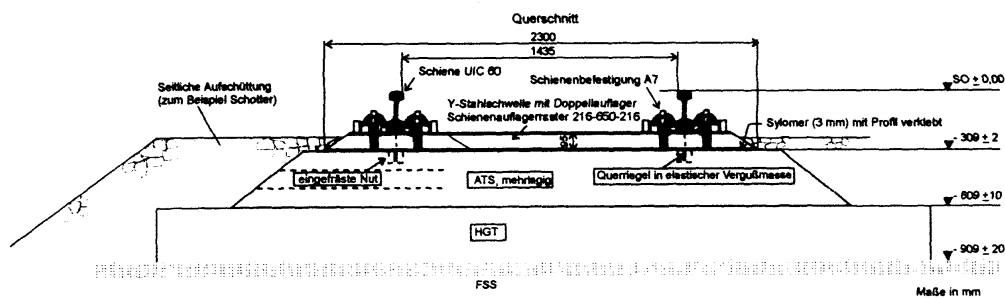 Querschnitt
2300
1435
Schiene UIC 60
Schienenbefestigung A7
SO ± 0,00
Seitliche Aufschüttung
(zum Beispiel Schotter)
Y-Stahlschwelle mit Doppellauflager
Schienenauflagerraster 216-650-216
95
Sylomer (3 mm) mit Profil verklebt
- 309 ± 2
eingefräste Nut
ATS, mehrlagig
Querriegel in elastischer Vergußmasse
- 609 ± 10
HGT
- 909 ± 20
FSS
Maße in mm